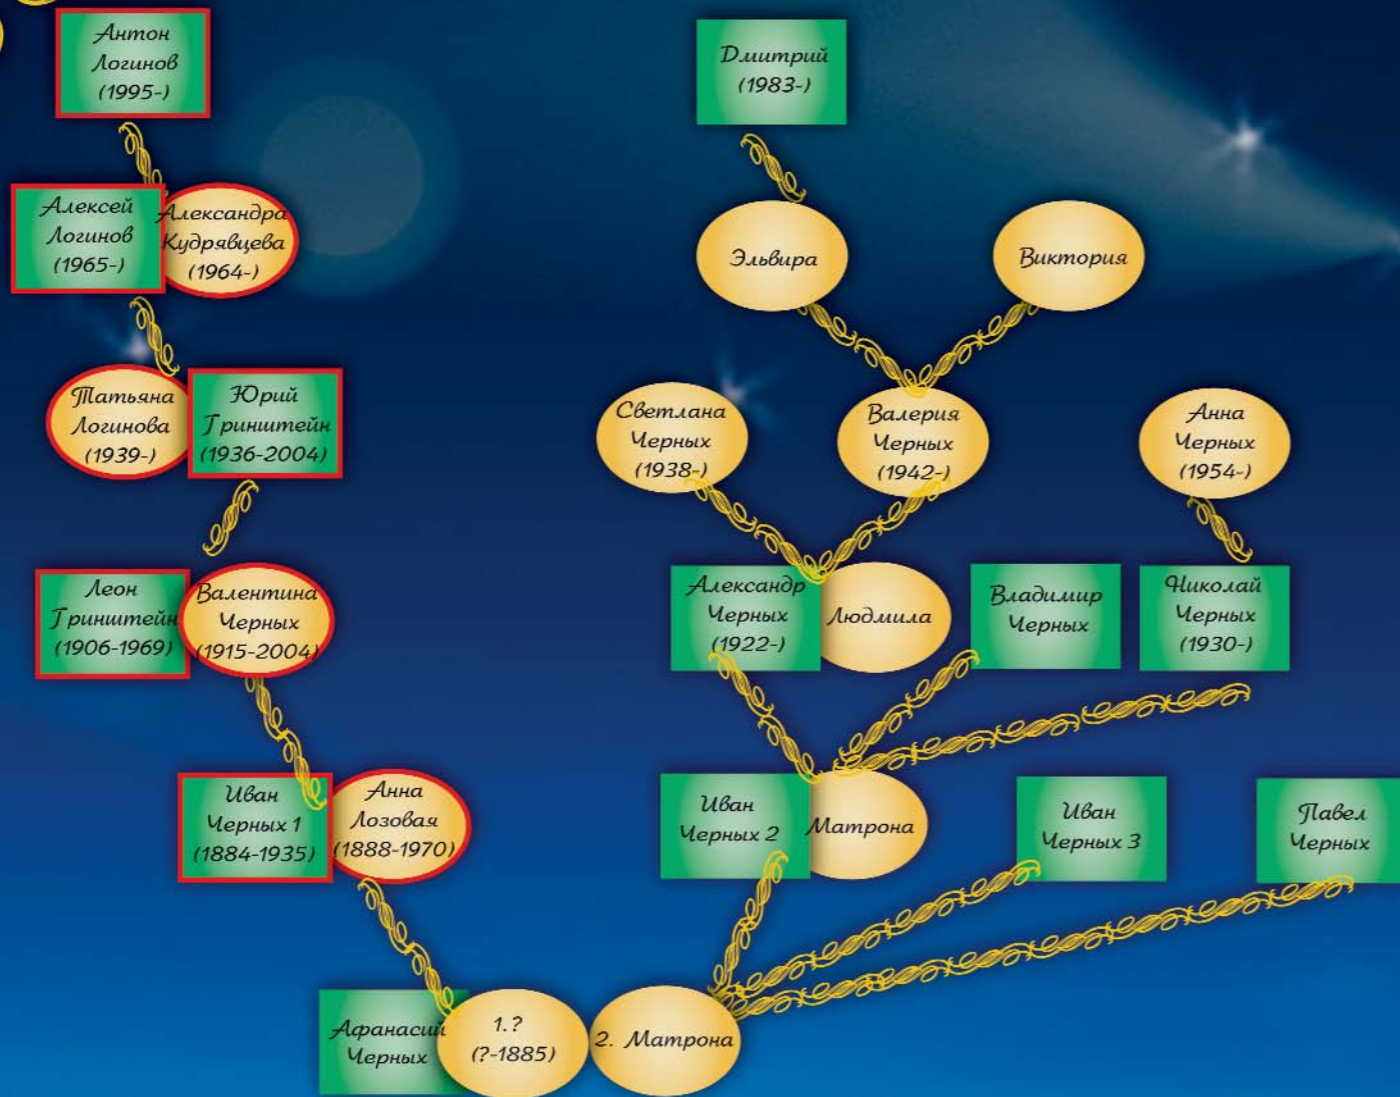 Антон
Логинов
(1995-)
Дмитрий
(1983-)
Алексей
Логинов
(1965-)
Александра
Кудрявцева
(1964-)
Эльвира
Виктория
Татьяна
Логинова
(1939-)
Юрий
Гринштейн
(1936-2004)
Светлана
Черных
(1938-)
Валерия
Черных
(1942-)
Анна
Черных
(1954-)
Леон
Гринштейн
(1906-1969)
Валентина
Черных
(1915-2004)
Александр
Черных
(1922-)
Людмила
Владимир
Черных
Николай
Черных
(1930-)
Иван
Черных 1
(1884-1935)
Анна
Лозовая
(1888-1970)
Иван
Черных 2
Матрона
Иван
Черных 3
Павел
Черных
Афанасий
Черных
1.?
(?-1885)
2. Матрона